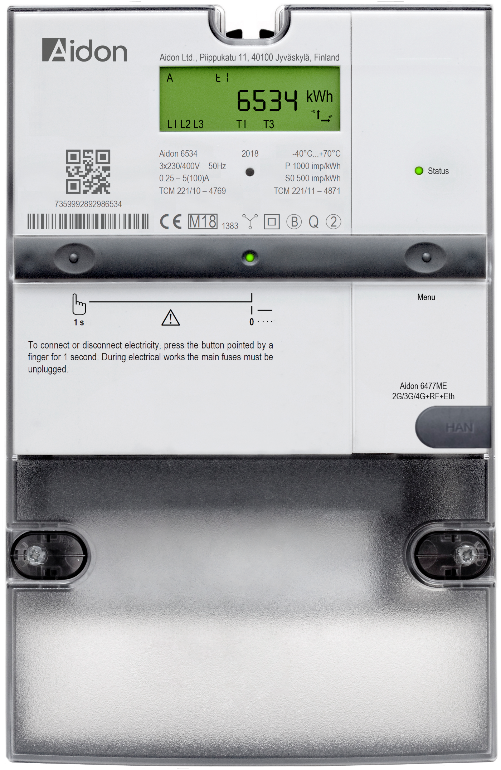 Aidon
Aidon Ltd., Piippukatu 11, 40100 Jyväskylä, Finland
A E I
6534 kWh
L1 L2 L3 T1 T3
Aidon 6534 2018 -40°C...+70°C
3x230/400V 50Hz P 1000 imp/kWh
0.25 – 5(100)A S0 500 imp/kWh
TCM 221/10 – 4769 TCM 221/11 – 4871
Status
7359992892986534
CE M18 1383 B Q 2
Menu
1 s
I
0
To connect or disconnect electricity, press the button pointed by a
finger for 1 second. During electrical works the main fuses must be
unplugged.
Aidon 6477ME
2G/3G/4G+RF+Eth
HAN